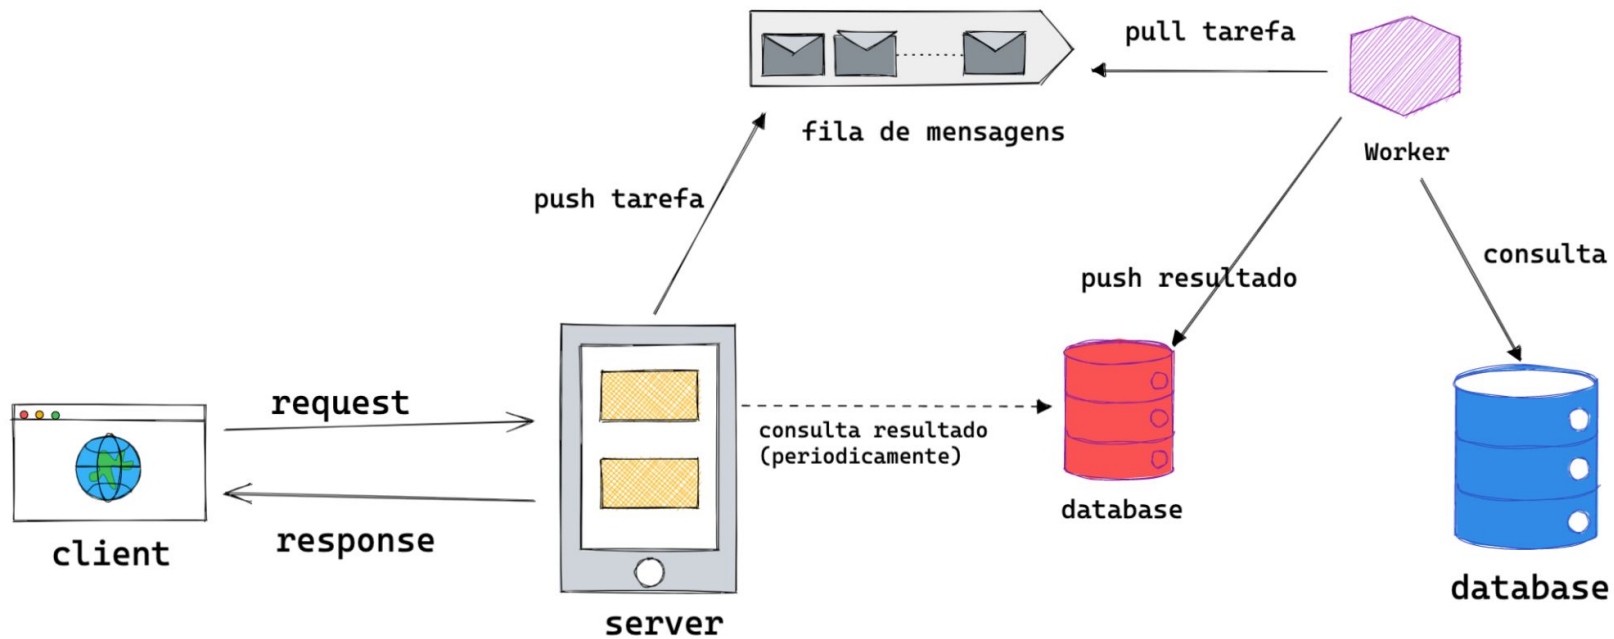 pull tarefa
fila de mensagens
Worker
push tarefa
consulta
push resultado
request
consulta resultado
(periodicamente)
database
response
client
database
server